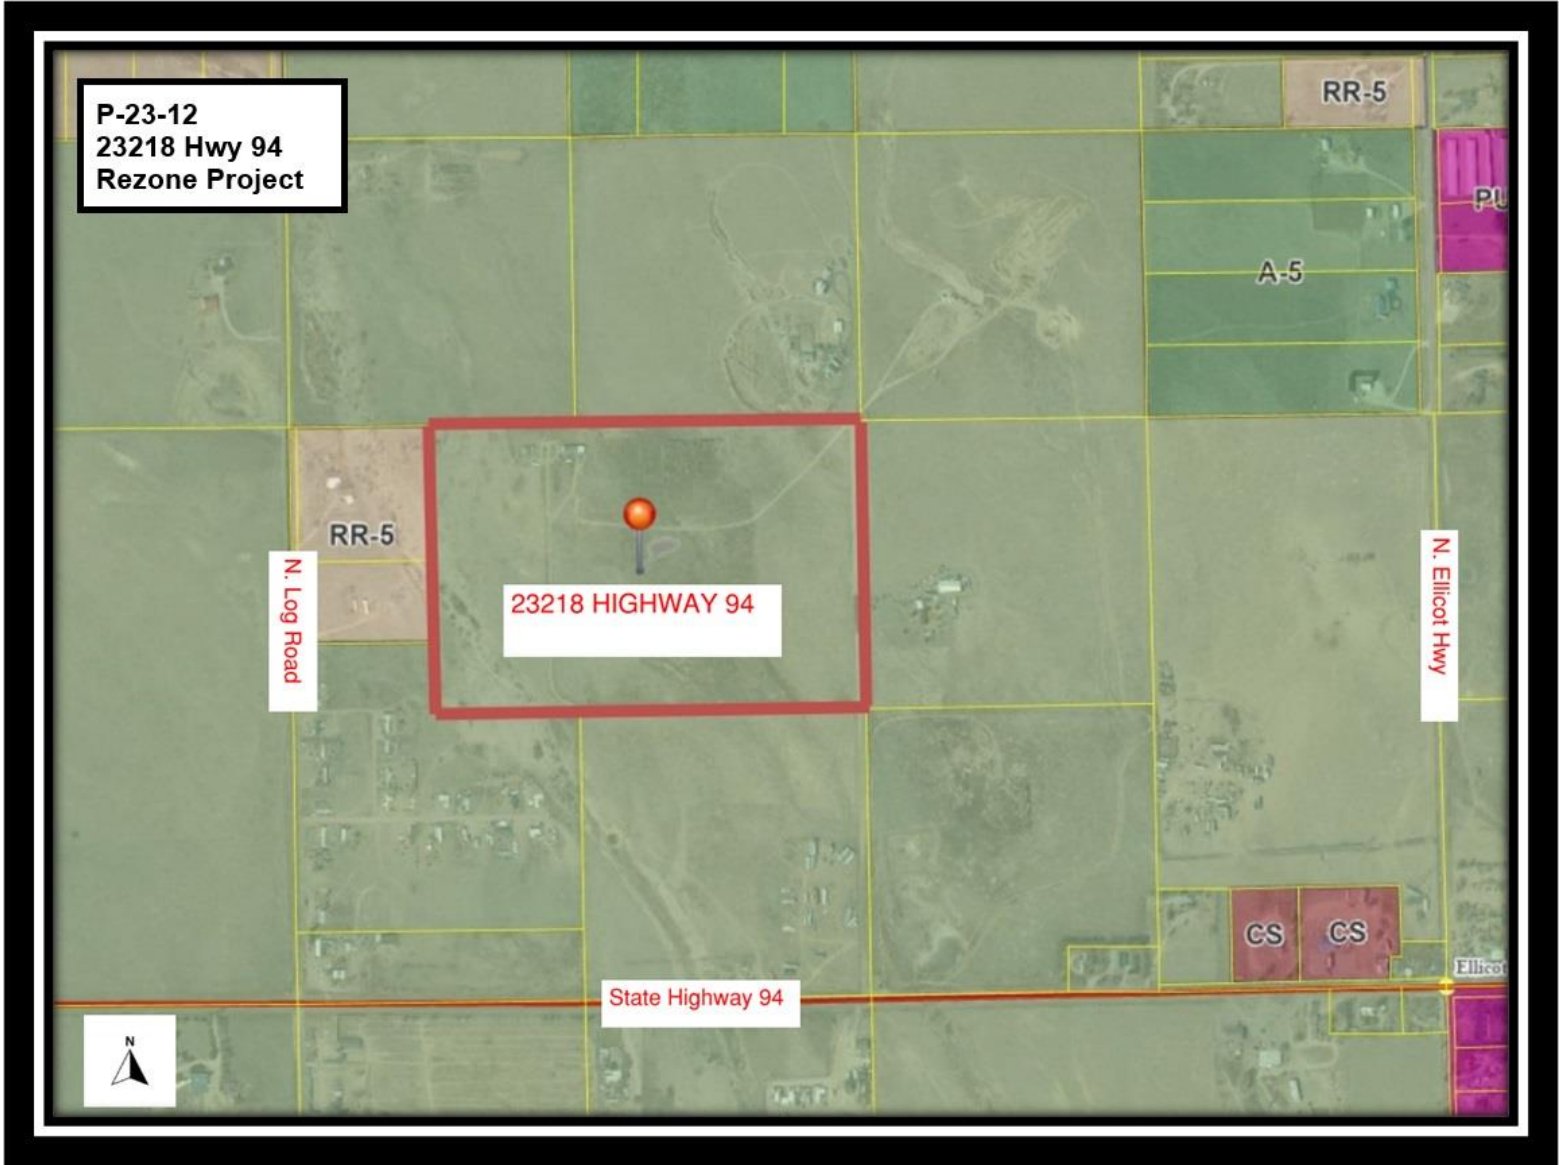 P-23-12
23218 Hwy 94
Rezone Project
RR-5
PU
A-5
RR-5
N. Log Road
23218 HIGHWAY 94
N. Ellicot Hwy
CS
CS
Ellicot
State Highway 94
N